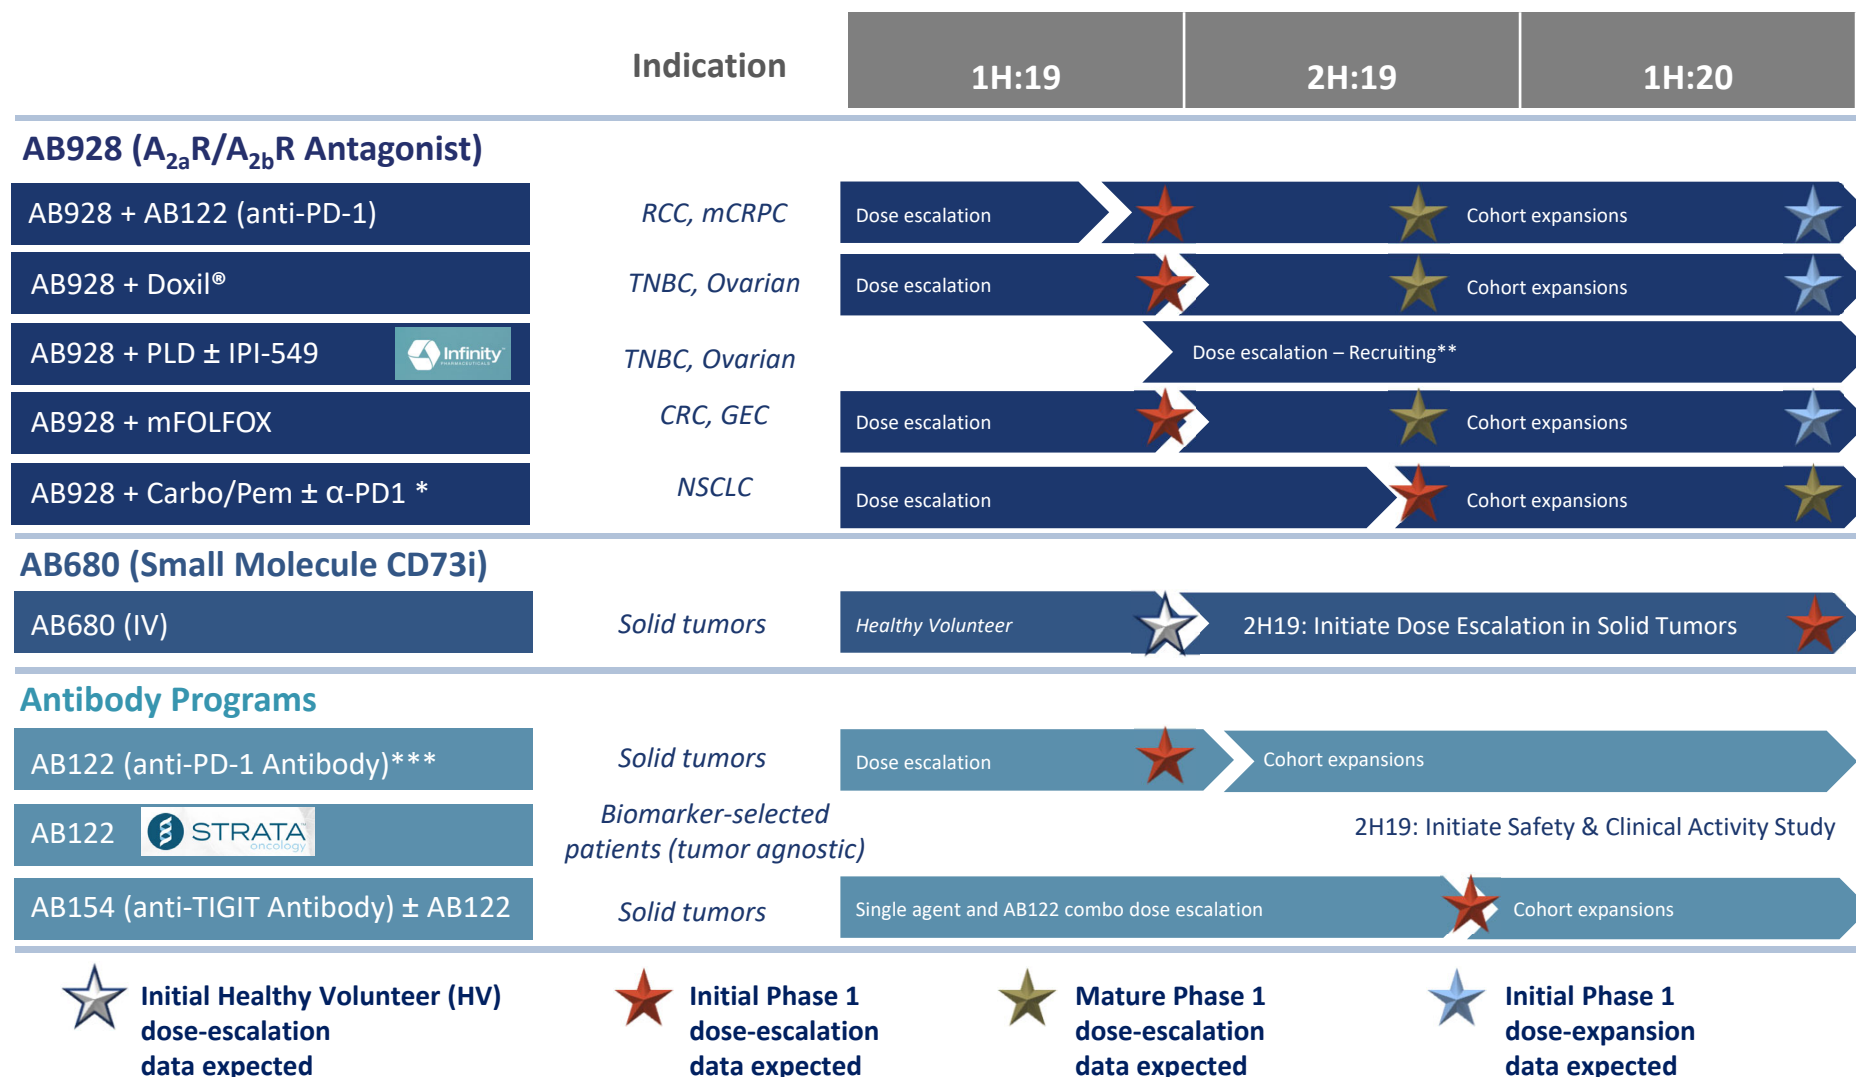 Indication 1H:19 2H:19 1H:20
AB928 (A2aR/A2bR Antagonist)
AB928 + AB122 (anti-PD-1) RCC, mCRPC Dose escalation Cohort expansions
AB928 + Doxil® TNBC, Ovarian Dose escalation Cohort expansions
AB928 + PLD ± IPI-549 Infinity PHARMACEUTICALS TNBC, Ovarian Dose escalation – Recruiting**
AB928 + mFOLFOX CRC, GEC Dose escalation Cohort expansions
AB928 + Carbo/Pem ± α-PD1 * NSCLC Dose escalation Cohort expansions
AB680 (Small Molecule CD73i)
AB680 (IV) Solid tumors Healthy Volunteer 2H19: Initiate Dose Escalation in Solid Tumors
Antibody Programs
AB122 (anti-PD-1 Antibody)*** Solid tumors Dose escalation Cohort expansions
AB122 STRATA oncology
Biomarker-selected
patients (tumor agnostic)
2H19: Initiate Safety & Clinical Activity Study
AB154 (anti-TIGIT Antibody) ± AB122 Solid tumors Single agent and AB122 combo dose escalation Cohort expansions
Initial Healthy Volunteer (HV)
dose-escalation
data expected
Initial Phase 1
dose-escalation
data expected
Mature Phase 1
dose-escalation
data expected
Initial Phase 1
dose-expansion
data expected